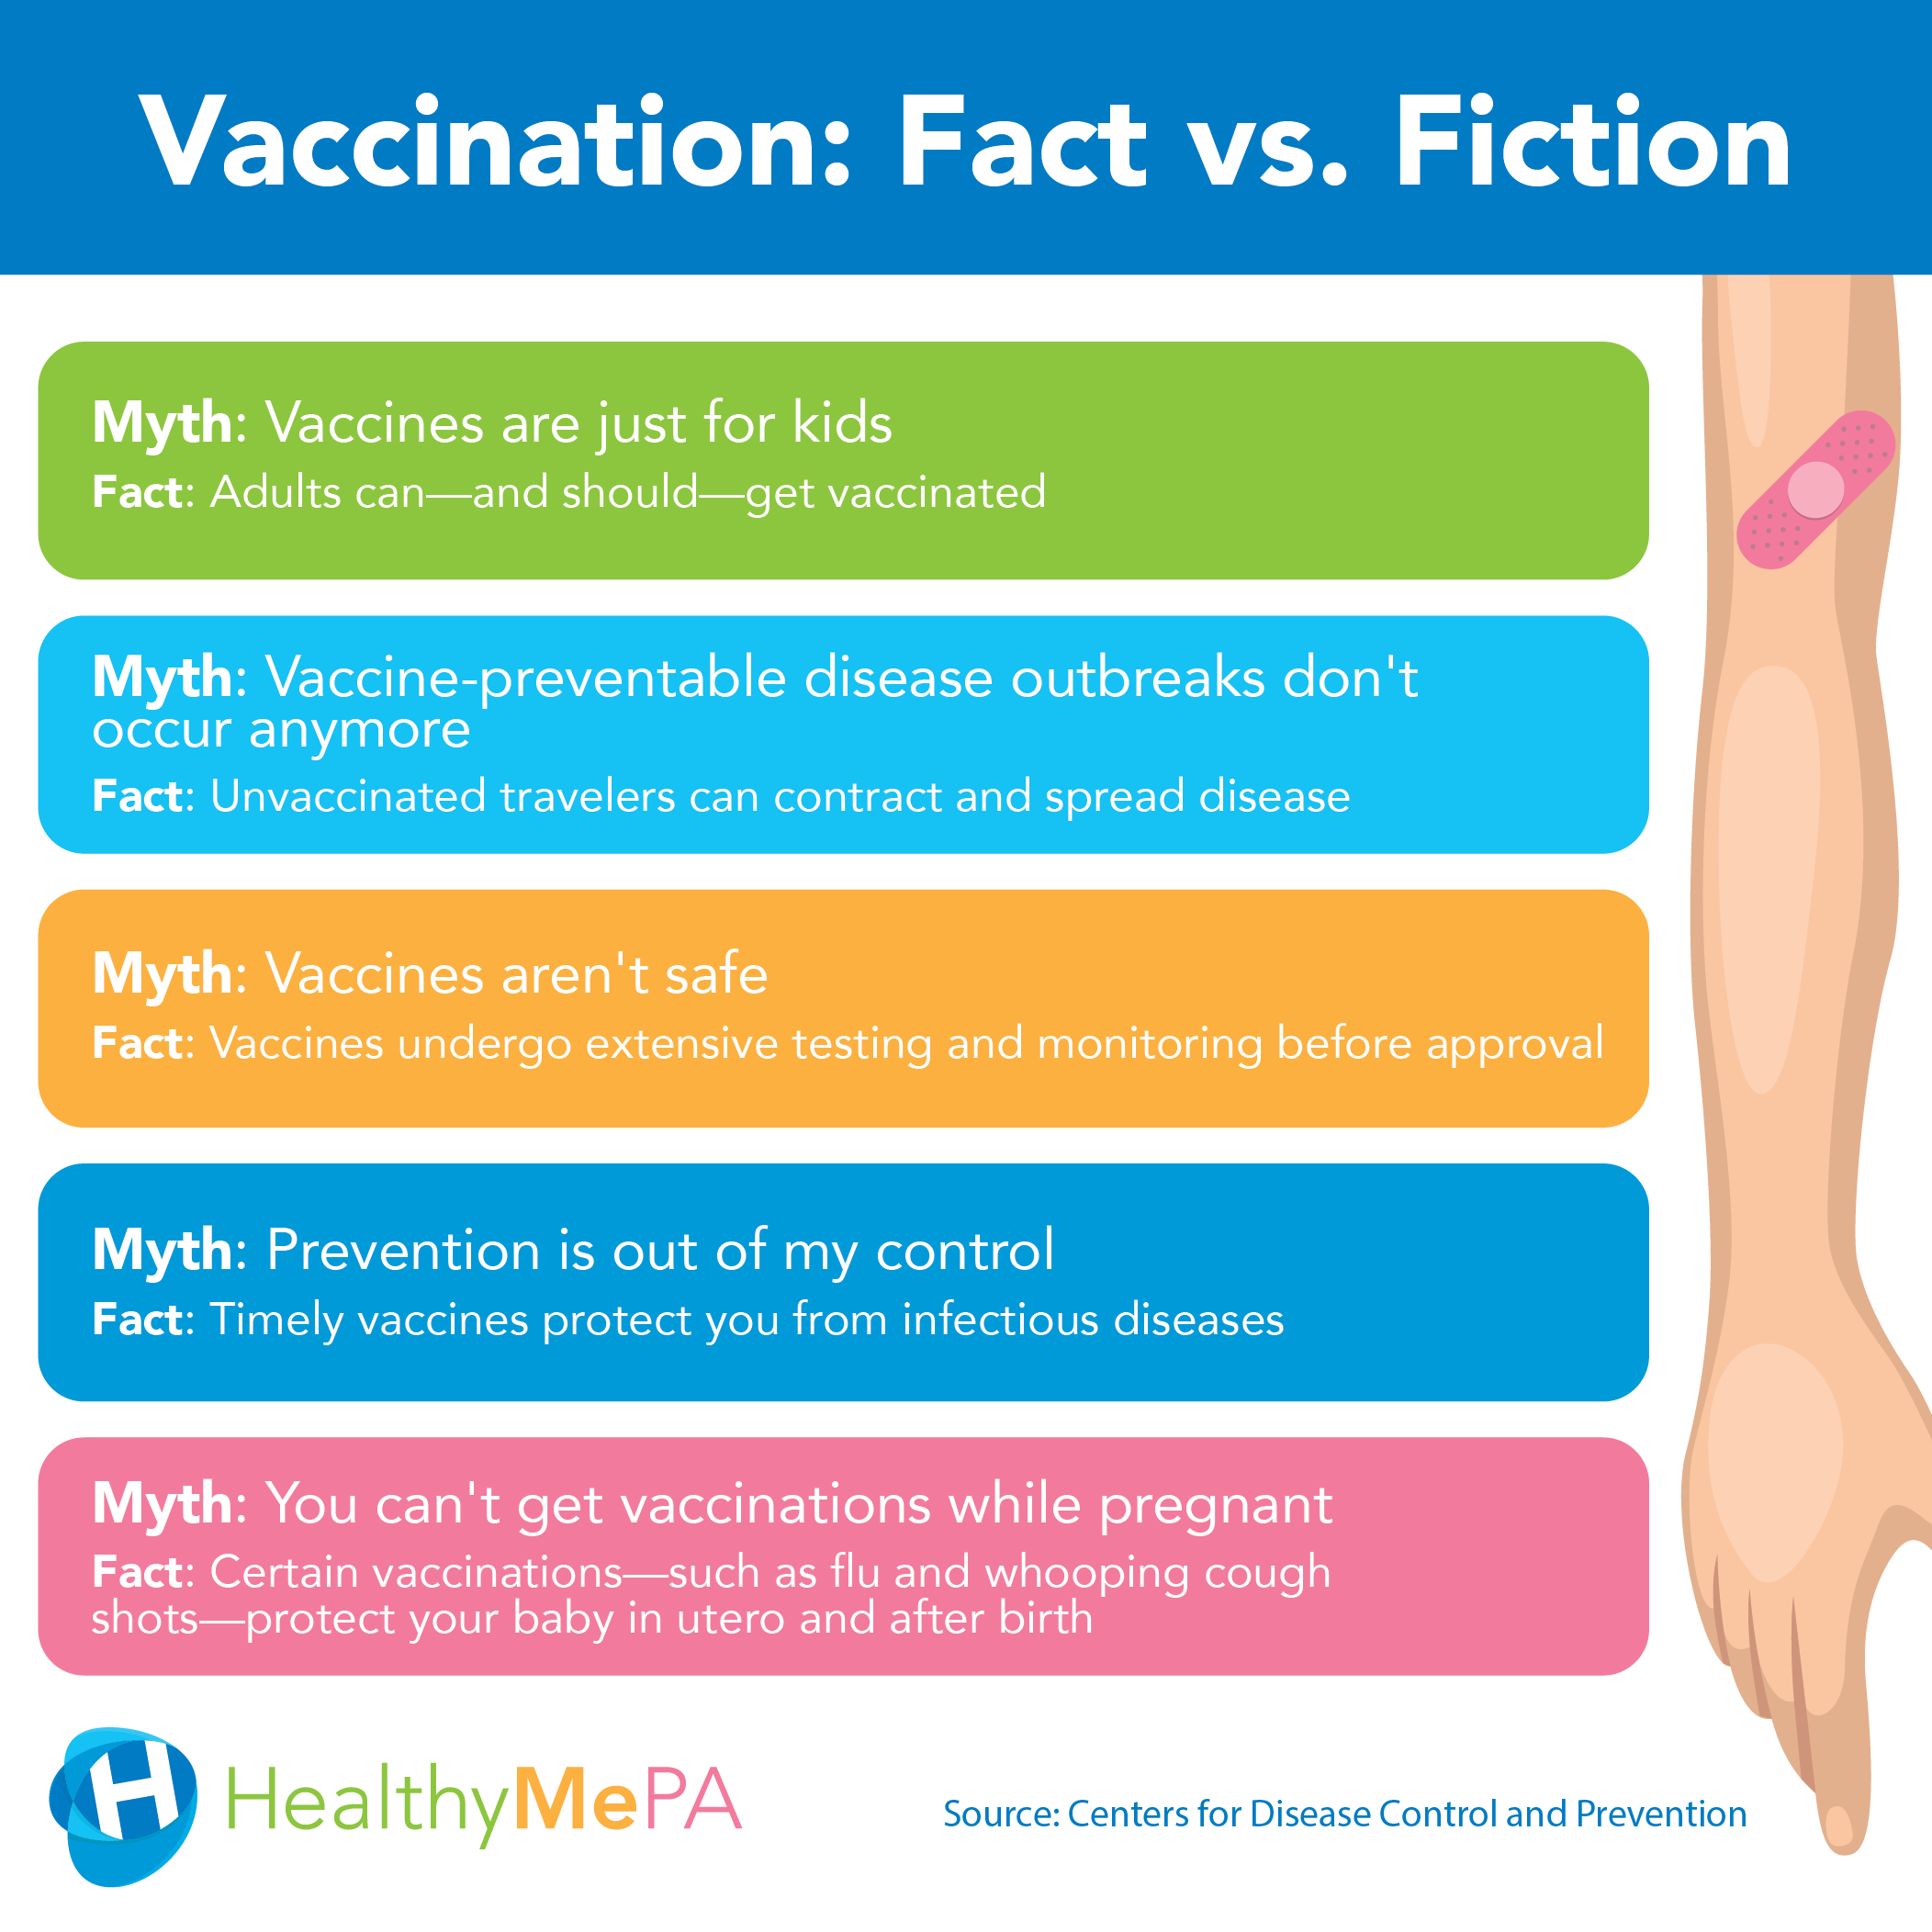 Vaccination: Fact vs. Fiction
Myth: Vaccines are just for kids
Fact: Adults can—and should—get vaccinated
Myth: Vaccine-preventable disease outbreaks don't
occur anymore
Fact: Unvaccinated travelers can contract and spread disease
Myth: Vaccines aren't safe
Fact: Vaccines undergo extensive testing and monitoring before approval
Myth: Prevention is out of my control
Fact: Timely vaccines protect you from infectious diseases
Myth: You can't get vaccinations while pregnant
Fact: Certain vaccinations—such as flu and whooping cough
shots—protect your baby in utero and after birth
H HealthyMePA
Source: Centers for Disease Control and Prevention